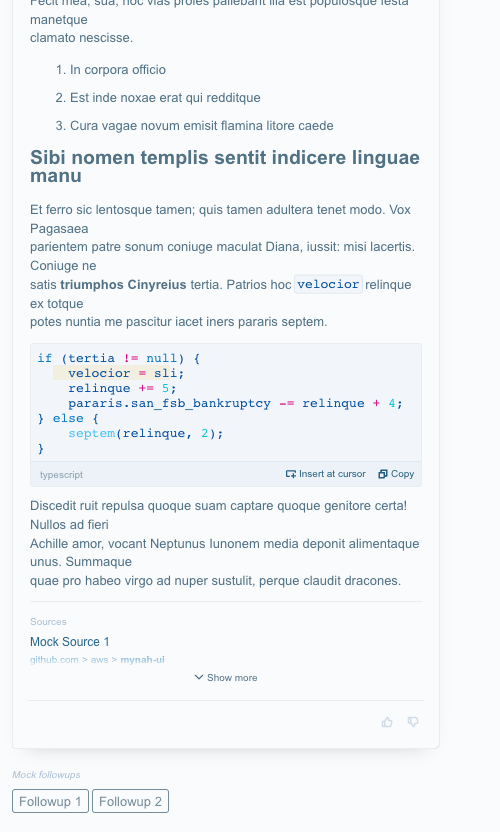 Fecit mea, sua, hoc vias proles pallebant illa est populosque festa
manetque
clamato nescisse.
1. In corpora officio
2. Est inde noxae erat qui redditque
3. Cura vagae novum emisit flamina litore caede
Sibi nomen templis sentit indicere linguae
manu
Et ferro sic lentosque tamen; quis tamen adultera tenet modo. Vox
Pagasaea
parientem patre sonum coniuge maculat Diana, iussit: misi lacertis.
Coniuge ne
satis triumphos Cinyreius tertia. Patrios hoc velocior relinque
ex totque
potes nuntia me pascitur iacet iners pararis septem.
if (tertia != null) {
    velocior = sli;
    relinque += 5;
    pararis.san_fsb_bankruptcy -= relinque + 4;
} else {
    septem(relinque, 2);
}
typescript Insert at cursor Copy
Discedit ruit repulsa quoque suam captare quoque genitore certa!
Nullos ad fieri
Achille amor, vocant Neptunus Iunonem media deponit alimentaque
unus. Summaque
quae pro habeo virgo ad nuper sustulit, perque claudit dracones.
Sources
Mock Source 1
github.com > aws > mynah-ui
Show more
Mock followups
Followup 1 Followup 2